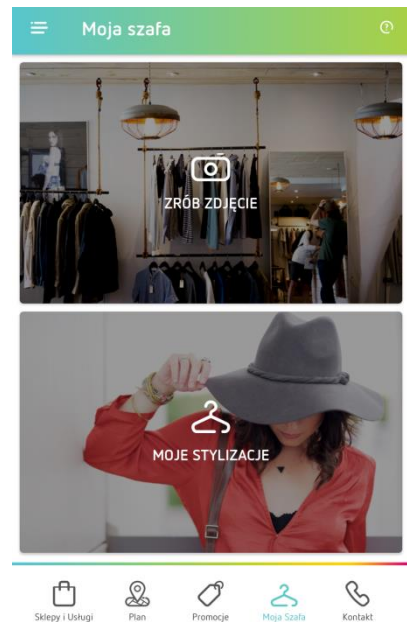 Moja szafa
ZRÓB ZDJĘCIE
MOJE STYLIZACJE
Sklepy i Usługi
Plan
Promocje
Moja Szafa
Kontakt